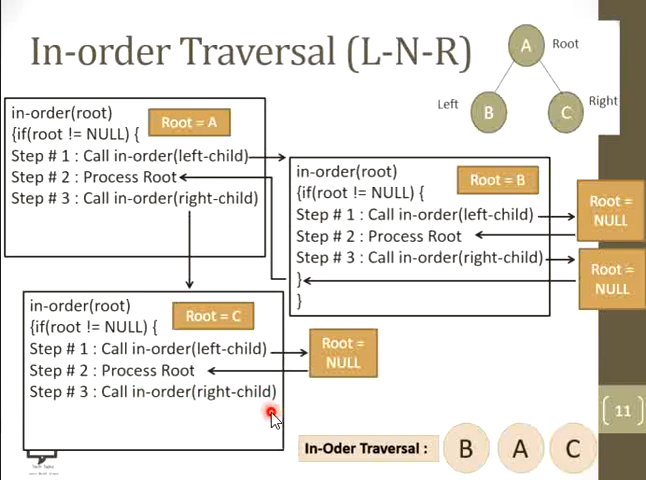 In-order Traversal (L-N-R)
A
Root
Left
B
C
Right
in-order(root)
{if(root != NULL) {
Root = A
Step # 1 : Call in-order(left-child)
Step # 2 : Process Root
Step # 3 : Call in-order(right-child)
in-order(root)
{if(root != NULL) {
Root = B
Step # 1 : Call in-order(left-child)
Step # 2 : Process Root
Step # 3 : Call in-order(right-child)
}
}
Root =
NULL
Root =
NULL
in-order(root)
{if(root != NULL) {
Root = C
Step # 1 : Call in-order(left-child)
Step # 2 : Process Root
Step # 3 : Call in-order(right-child)
Root =
NULL
11
In-Oder Traversal :
B
A
C